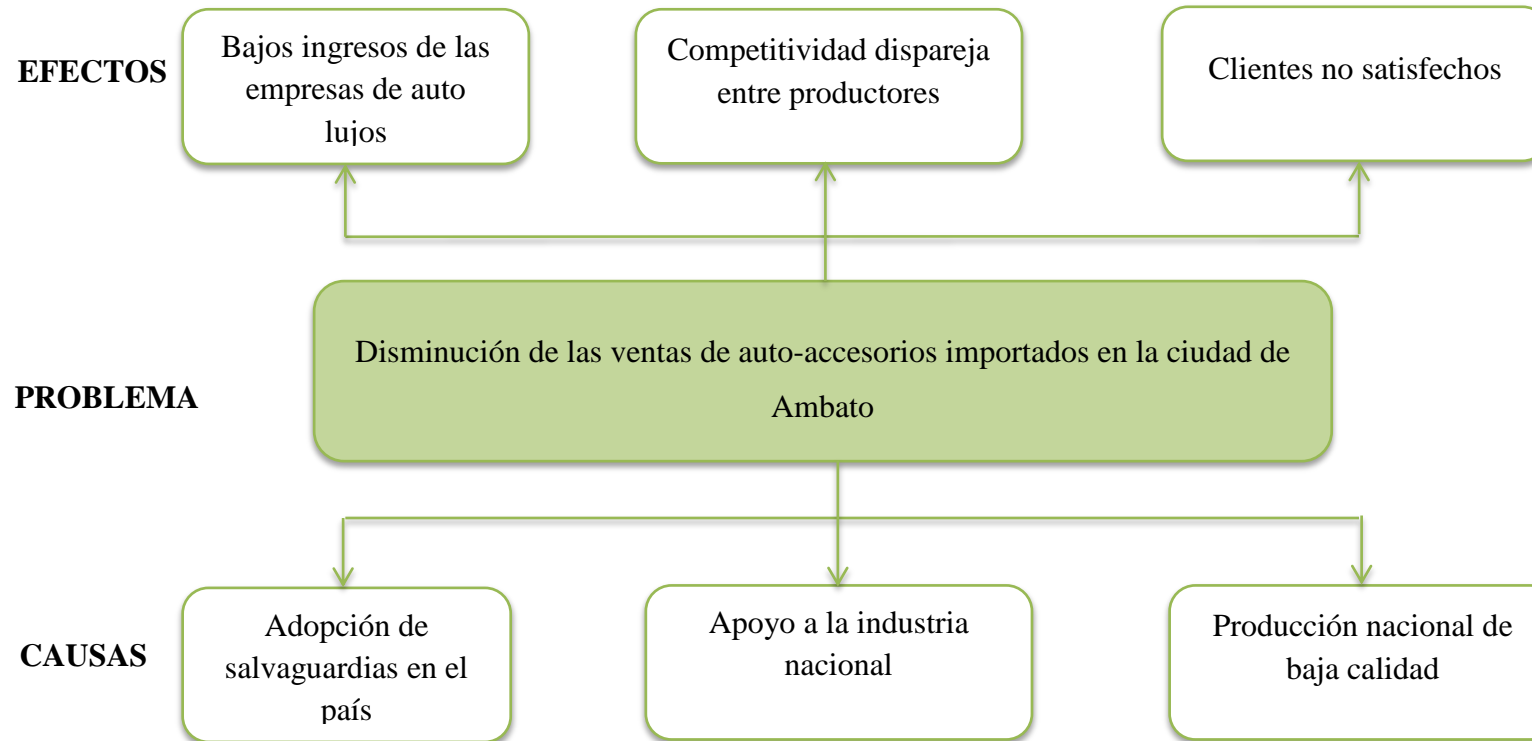 EFECTOS
Bajos ingresos de las
empresas de auto
lujos
Competitividad dispareja
entre productores
Clientes no satisfechos
PROBLEMA
Disminución de las ventas de auto-accesorios importados en la ciudad de
Ambato
CAUSAS
Adopción de
salvaguardias en el
país
Apoyo a la industria
nacional
Producción nacional de
baja calidad